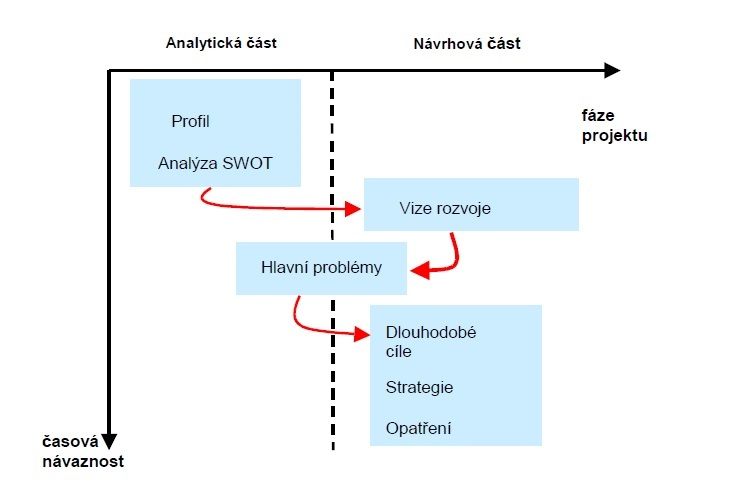 Analytická část
Návrhová část
fáze
projektu
Profil
Analýza SWOT
Vize rozvoje
Hlavní problémy
Dlouhodobé
cíle
Strategie
Opatření
časová
návaznost